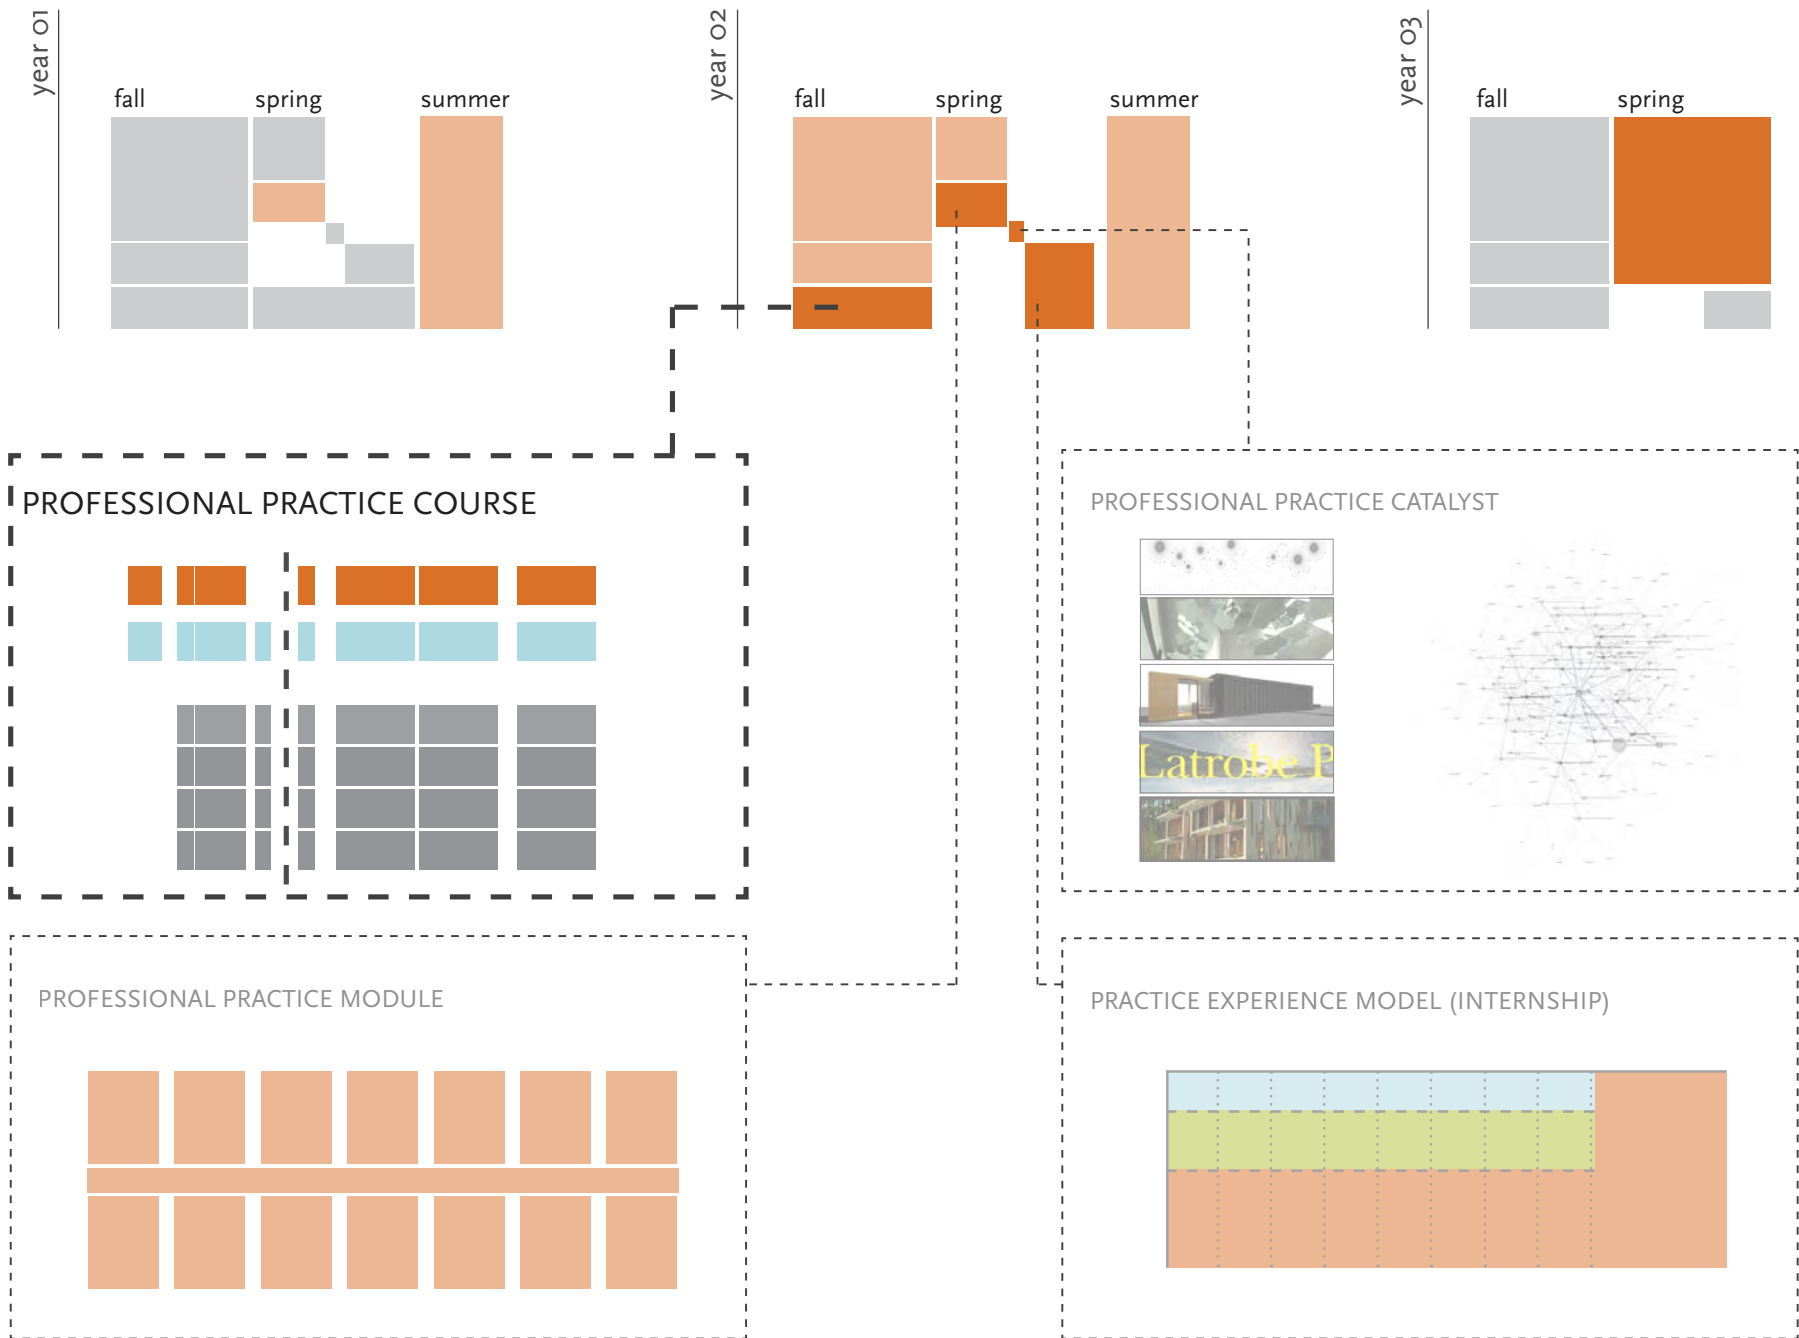 year 01
year 02
year 03
fall
spring
summer
fall
spring
summer
fall
spring
PROFESSIONAL PRACTICE COURSE
PROFESSIONAL PRACTICE CATALYST
Latrobe P
PROFESSIONAL PRACTICE MODULE
PRACTICE EXPERIENCE MODEL (INTERNSHIP)